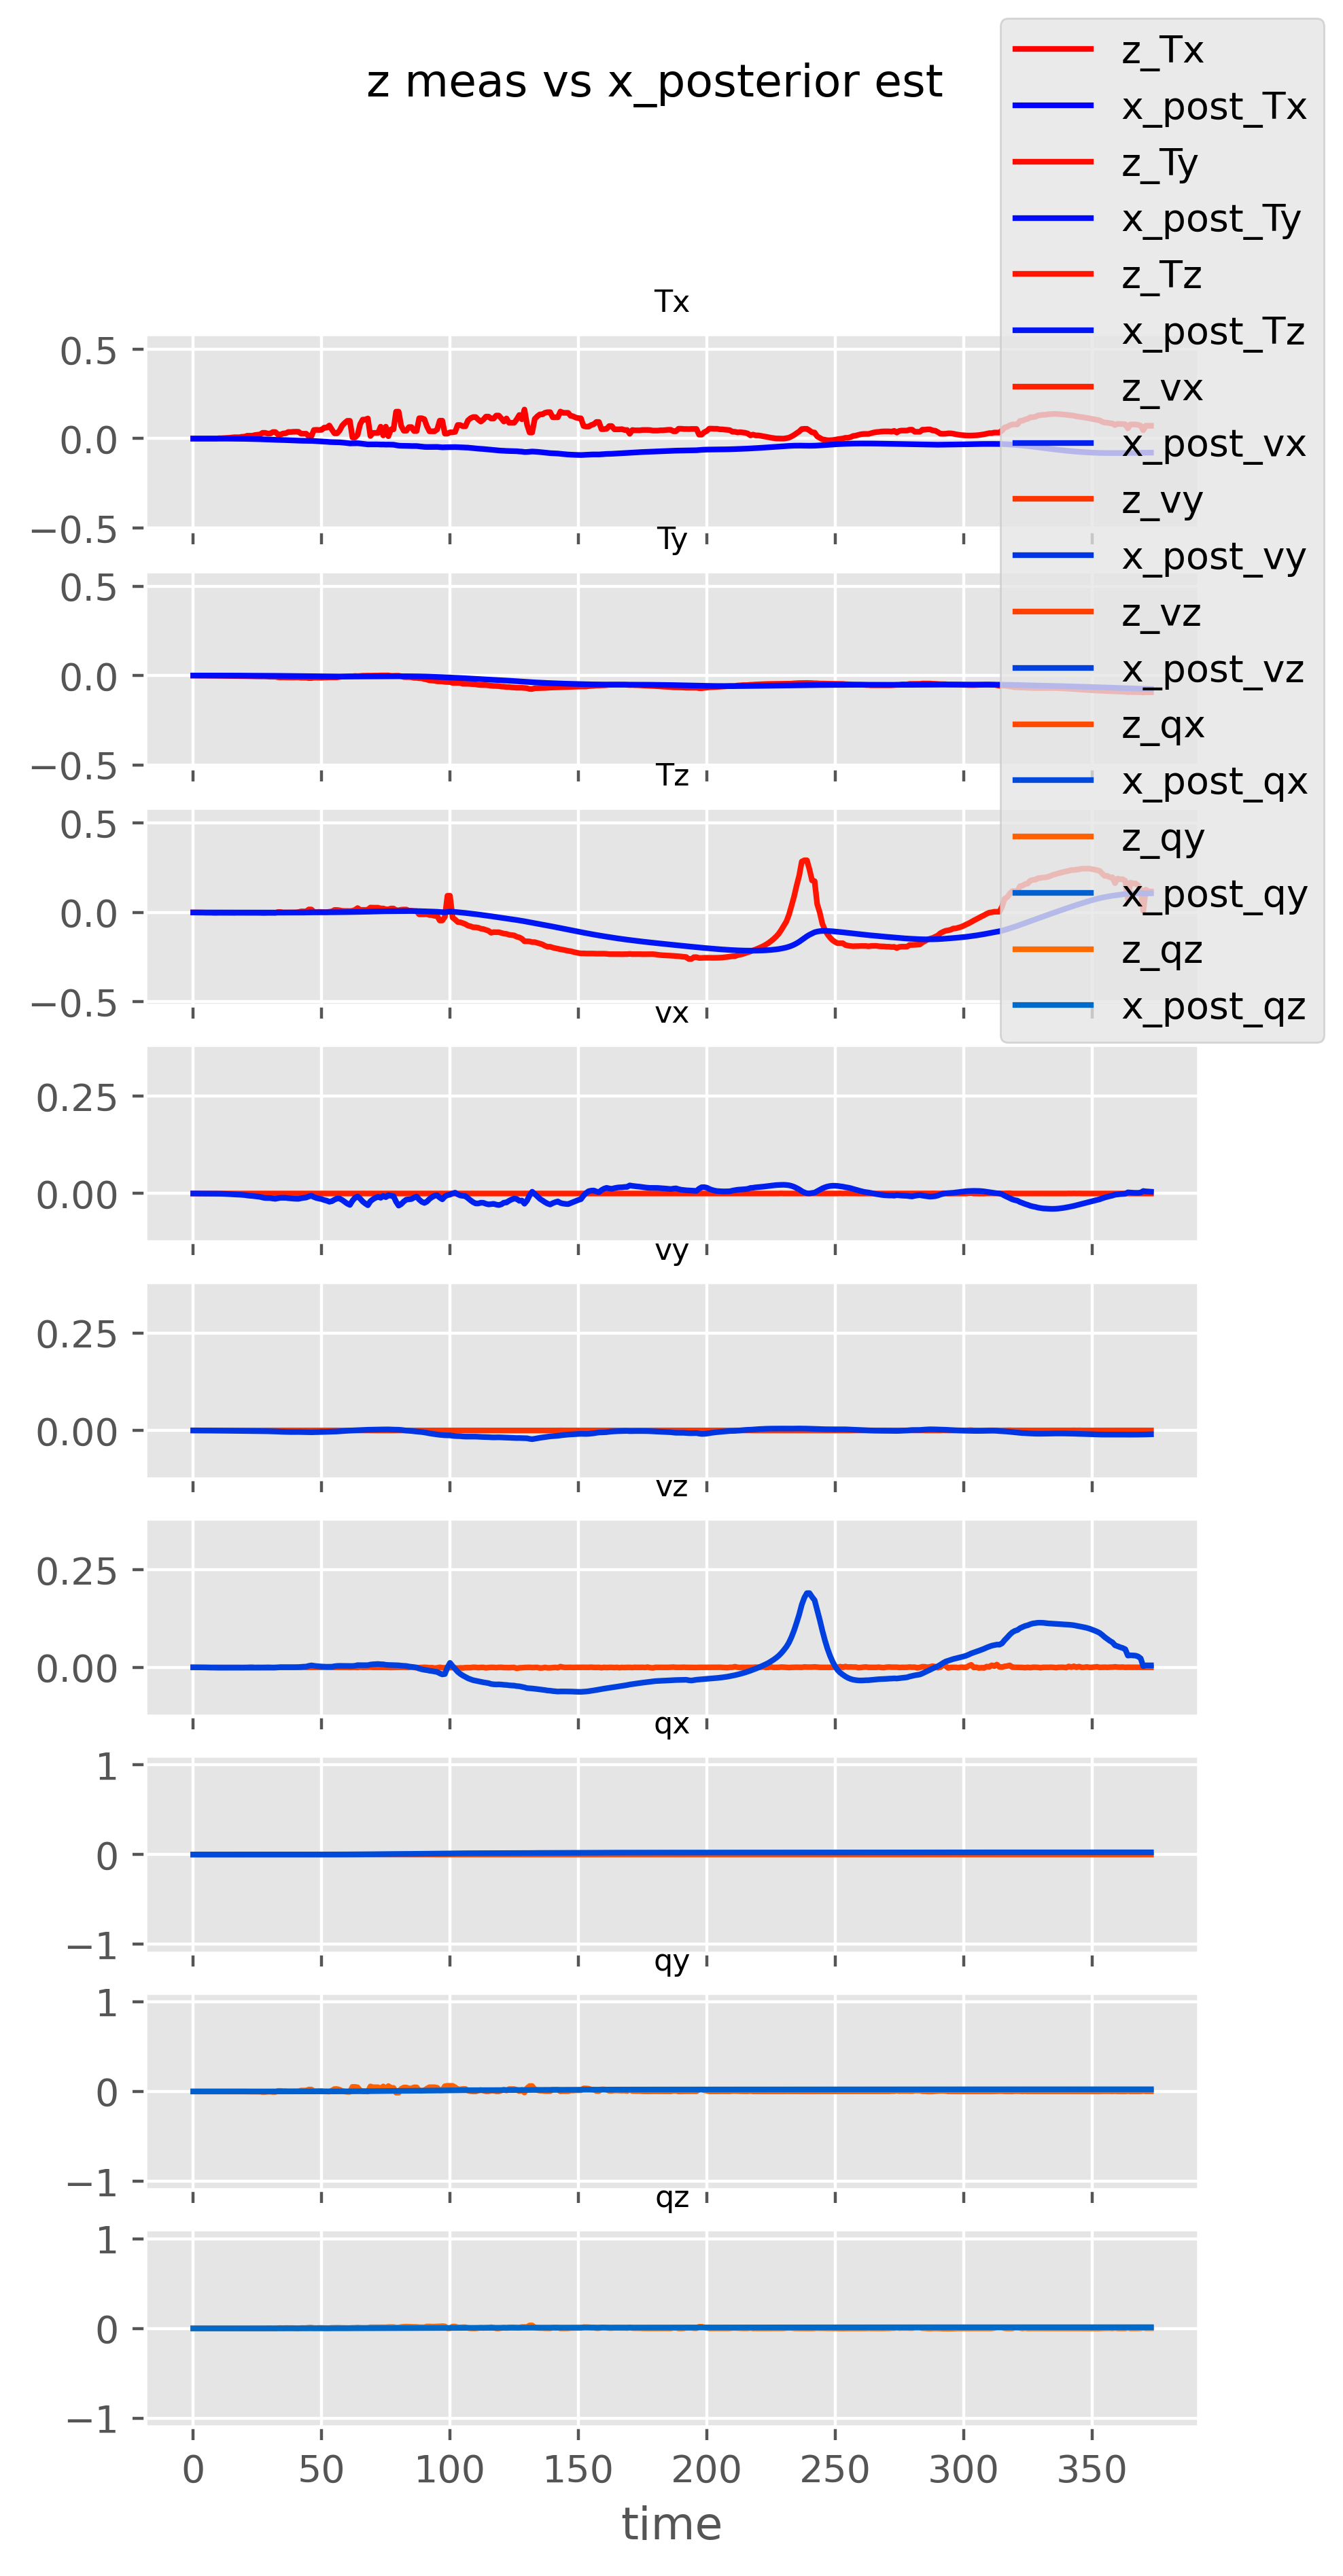 z meas vs x_posterior est
z_Tx
x_post_Tx
z_Ty
x_post_Ty
z_Tz
x_post_Tz
z_vx
x_post_vx
z_vy
x_post_vy
z_vz
x_post_vz
z_qx
x_post_qx
z_qy
x_post_qy
z_qz
x_post_qz
Tx
0.5
0.0
−0.5
Ty
0.5
0.0
−0.5
Tz
0.5
0.0
−0.5
vx
0.25
0.00
vy
0.25
0.00
vz
0.25
0.00
qx
1
0
−1
qy
1
0
−1
qz
1
0
−1
0 50 100 150 200 250 300 350
time